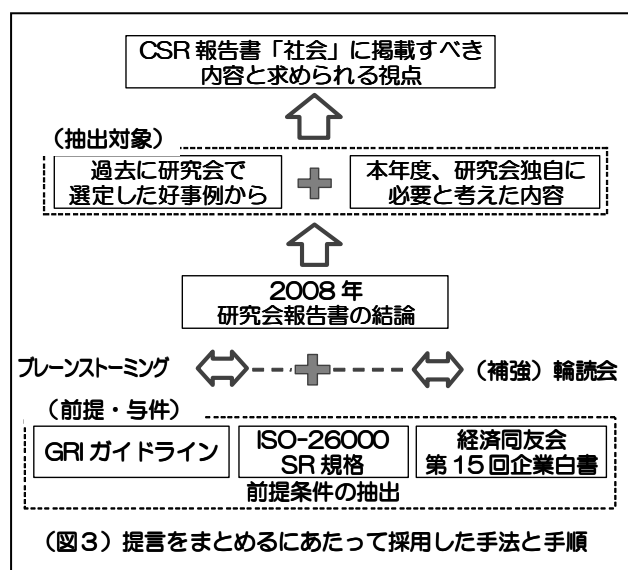 CSR報告書「社会」に掲載すべき
内容と求められる視点
(抽出対象)
過去に研究会で
選定した好事例から
本年度、研究会独自に
必要と考えた内容
2008年
研究会報告書の結論
ブレーンストーミング
(補強)輪読会
(前提・与件)
GRIガイドライン
ISO-26000
SR規格
経済同友会
第15回企業白書
前提条件の抽出
(図3)提言をまとめるにあたって採用した手法と手順